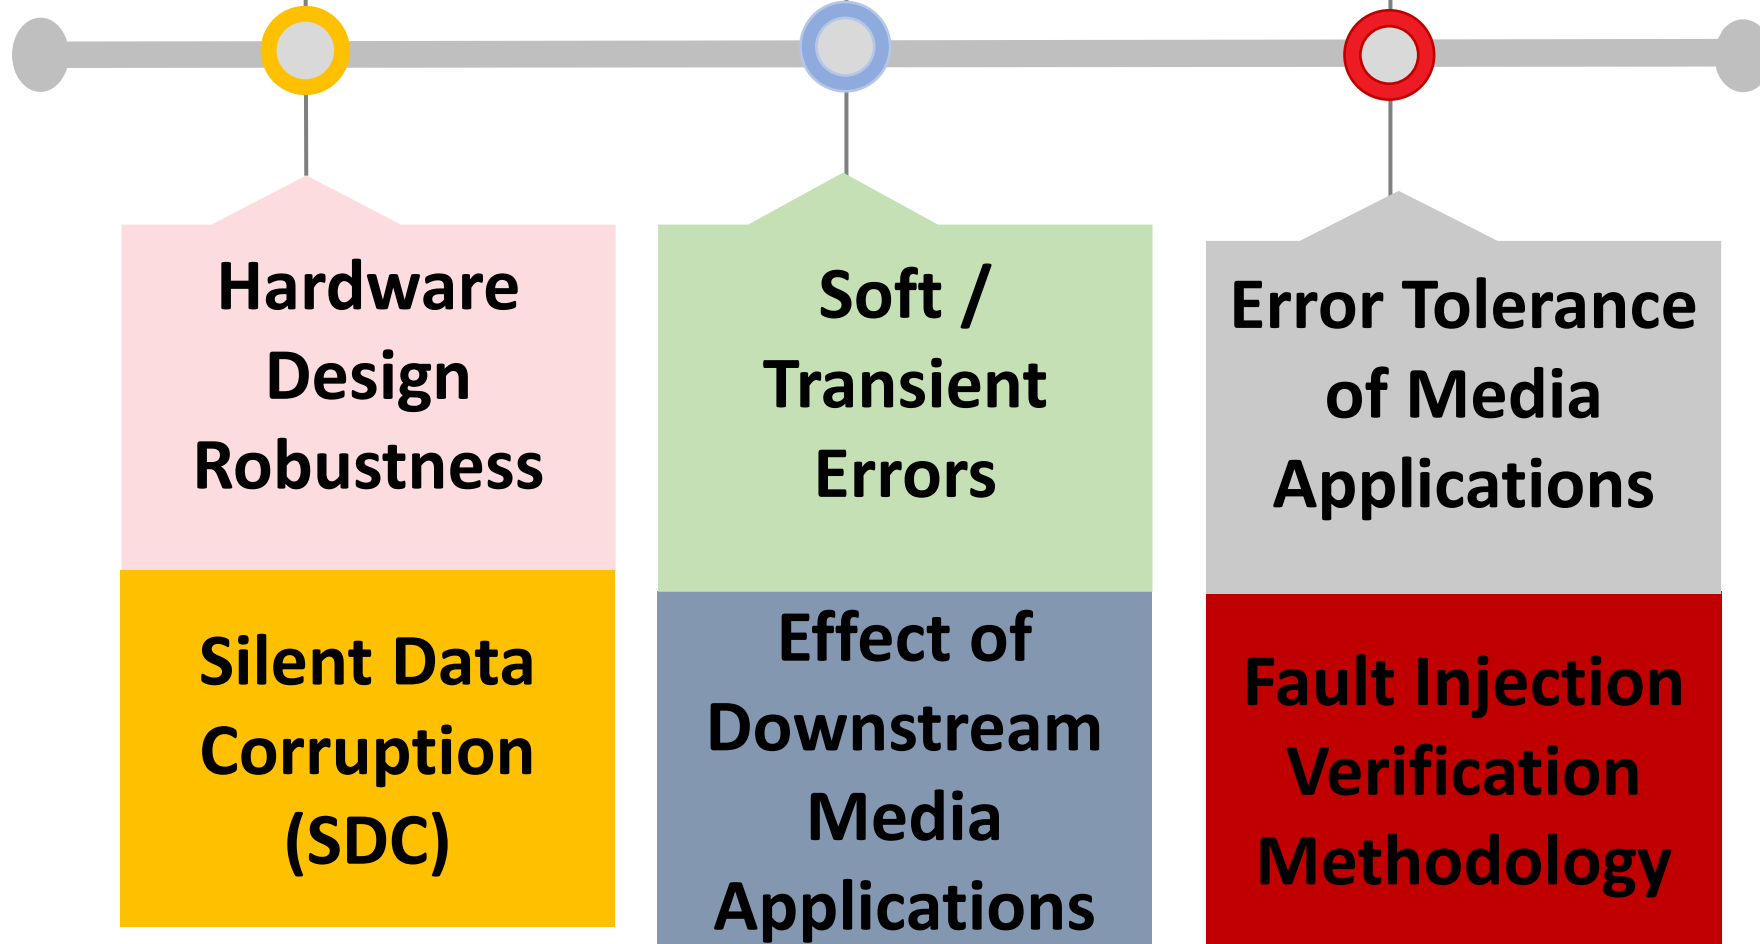 Hardware
Design
Robustness
Silent Data
Corruption
(SDC)
Soft /
Transient
Errors
Effect of
Downstream
Media
Applications
Error Tolerance
of Media
Applications
Fault Injection
Verification
Methodology